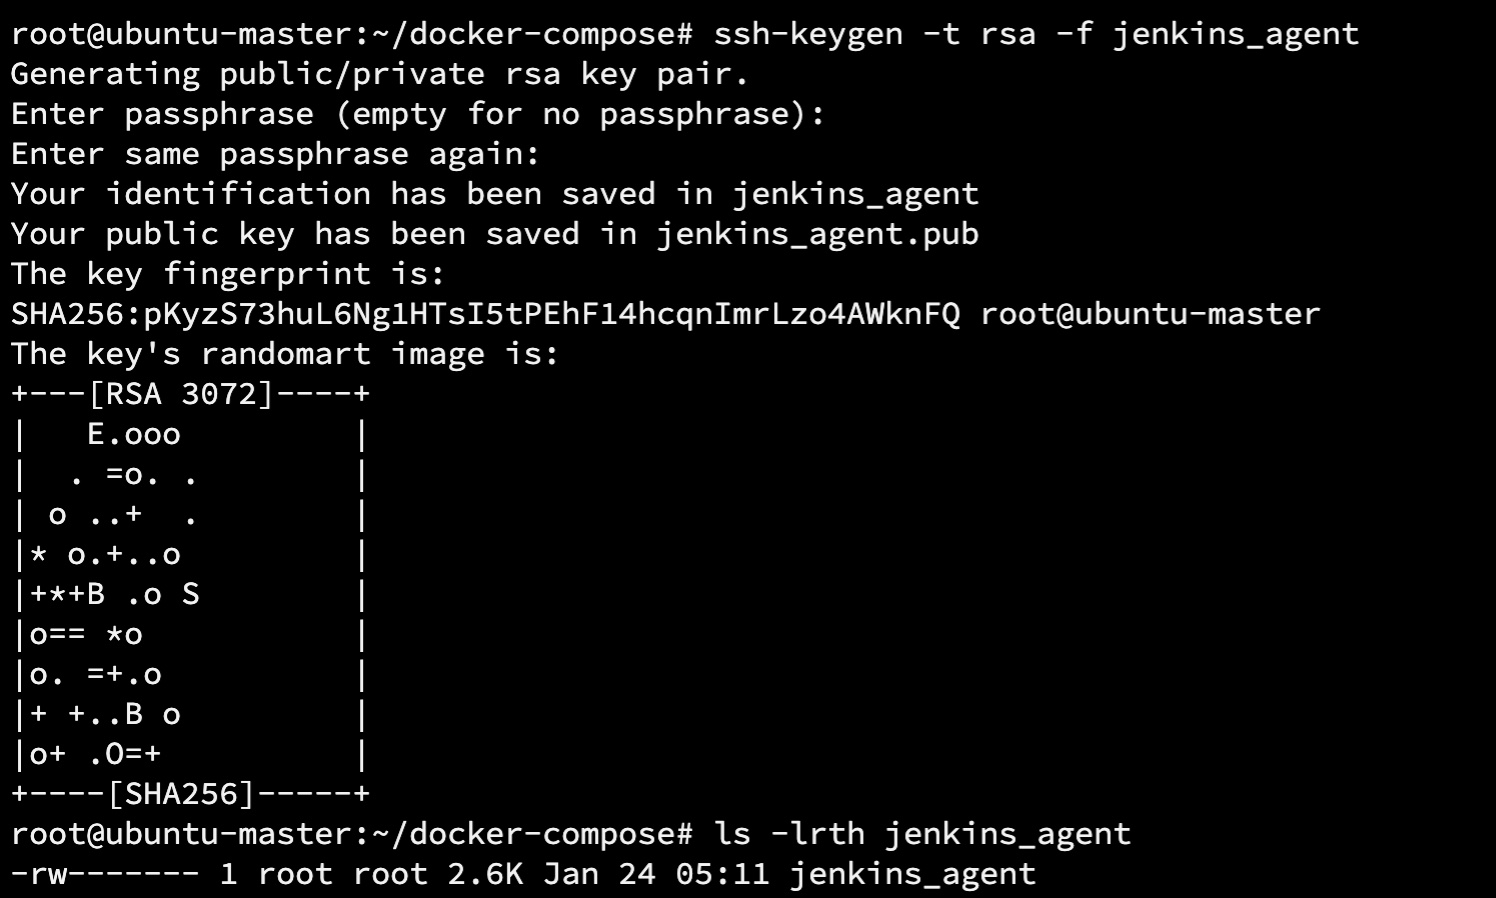 root@ubuntu-master:~/docker-compose# ssh-keygen -t rsa -f jenkins_agent
Generating public/private rsa key pair.
Enter passphrase (empty for no passphrase):
Enter same passphrase again:
Your identification has been saved in jenkins_agent
Your public key has been saved in jenkins_agent.pub
The key fingerprint is:
SHA256:pKyzS73huL6Ng1HTsI5tPEhF14hcqnImrLzo4AWknFQ root@ubuntu-master
The key's randomart image is:
+---[RSA 3072]----+
|   E.ooo         |
|  . =o. .        |
| o ..+  .        |
|* o.+..o         |
|+*+B .o S        |
|o== *o           |
|o. =+.o          |
|+ +..B o         |
|o+ .O=+          |
+----[SHA256]-----+
root@ubuntu-master:~/docker-compose# ls -lrth jenkins_agent
-rw------- 1 root root 2.6K Jan 24 05:11 jenkins_agent